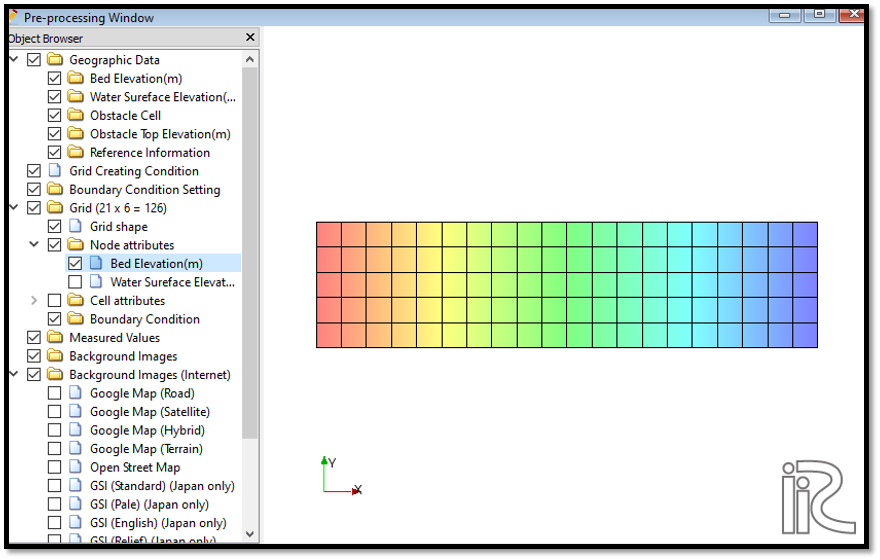 Pre-processing Window
Object Browser
Geographic Data
Bed Elevation(m)
Water Sureface Elevation(...
Obstacle Cell
Obstacle Top Elevation(m)
Reference Information
Grid Creating Condition
Boundary Condition Setting
Grid (21 x 6 = 126)
Grid shape
Node attributes
Bed Elevation(m)
Water Sureface Elevat...
Cell attributes
Boundary Condition
Measured Values
Background Images
Background Images (Internet)
Google Map (Road)
Google Map (Satellite)
Google Map (Hybrid)
Google Map (Terrain)
Open Street Map
GSI (Standard) (Japan only)
GSI (Pale) (Japan only)
GSI (English) (Japan only)
GSI (Relief) (Japan only)
Y
X
iRIC